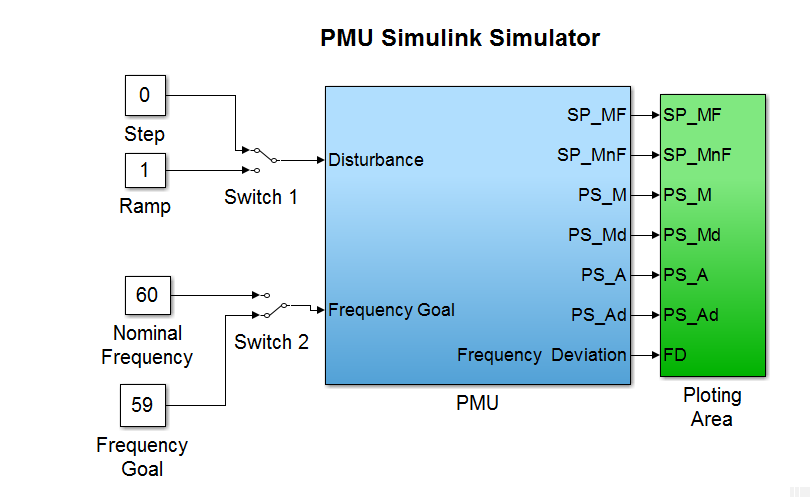 PMU Simulink Simulator
0
Step
1
Ramp
Switch 1
60
Nominal
Frequency
Switch 2
59
Frequency
Goal
Disturbance
Frequency Goal
SP_MF
SP_MnF
PS_M
PS_Md
PS_A
PS_Ad
Frequency Deviation
PMU
SP_MF
SP_MnF
PS_M
PS_Md
PS_A
PS_Ad
FD
Ploting
Area